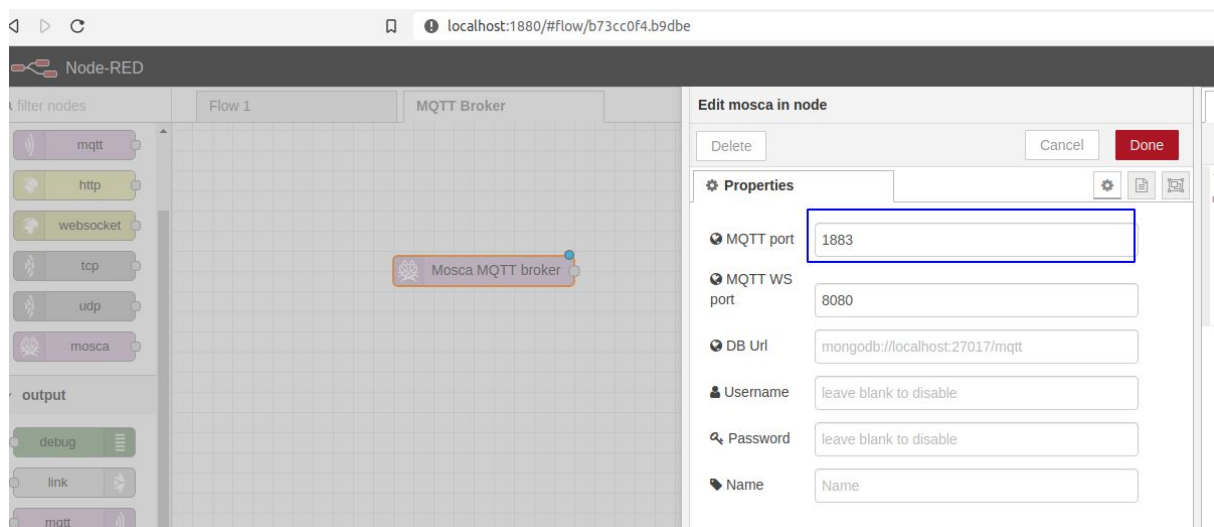 localhost:1880/#flow/b73cc0f4.b9dbe
Node-RED
filter nodes
Flow 1
MQTT Broker
Edit mosca in node
mqtt
Delete
Cancel
Done
http
Properties
websocket
MQTT port
1883
tcp
Mosca MQTT broker
MQTT WS
port
8080
udp
mosca
DB Url
mongodb://localhost:27017/mqtt
output
Username
leave blank to disable
debug
Password
leave blank to disable
link
Name
Name
mqtt